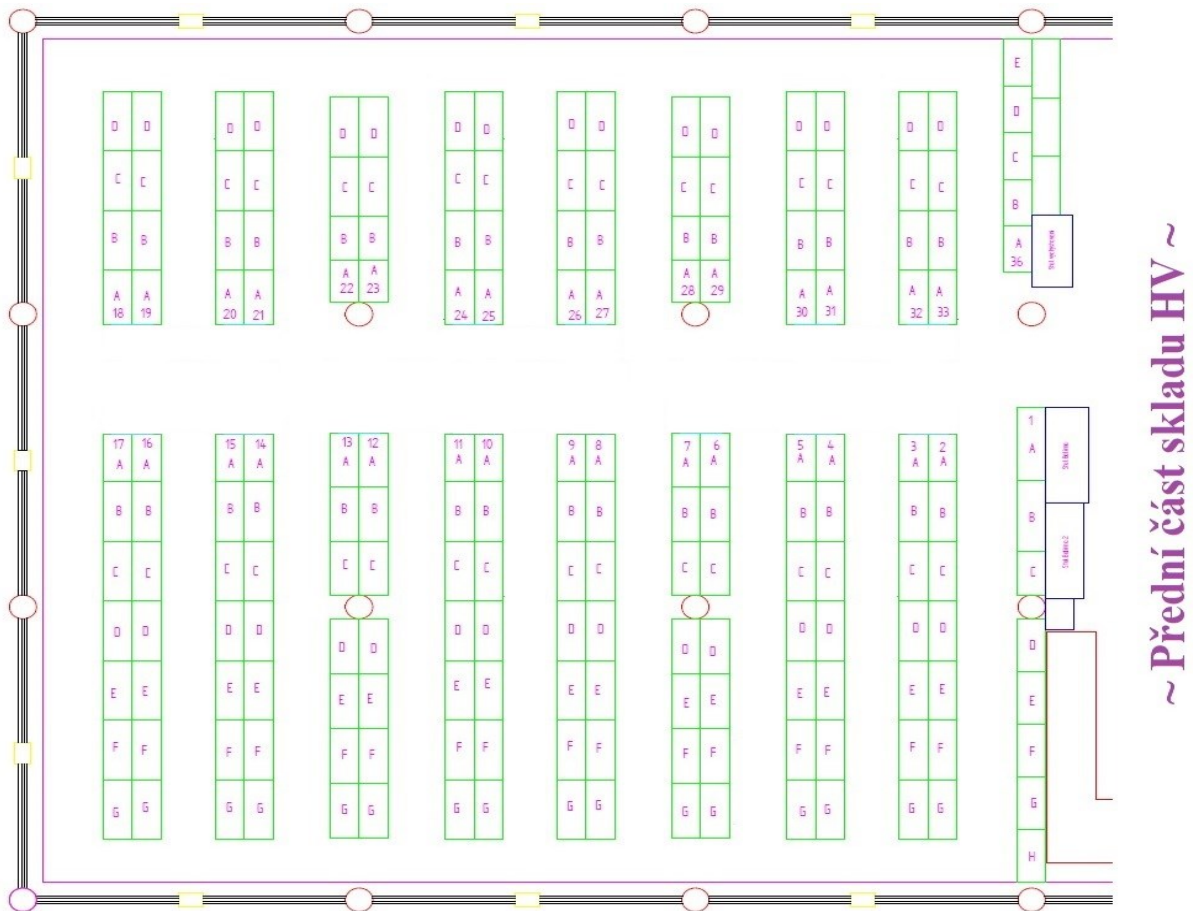 E
D D D D D D D D D D D D D D D D D
C C C C C C C C C C C C C C C C C
B B B B B B B B B B B B B B B B B
A A A A A A A A A A A A A A A A A
18 19 20 21 22 23 24 25 26 27 28 29 30 31 32 33 36
17 16 15 14 13 12 11 10 9 8 7 6 5 4 3 2 1
A A A A A A A A A A A A A A A A A
B B B B B B B B B B B B B B B B B
C C C C C C C C C C C C C C C C C
D D D D D D D D D D D D D D D D D
E E E E E E E E E E E E E E E E E
F F F F F F F F F F F F F F F F F
G G G G G G G G G G G G G G G G G
H
~ Přední část skladu HV ~